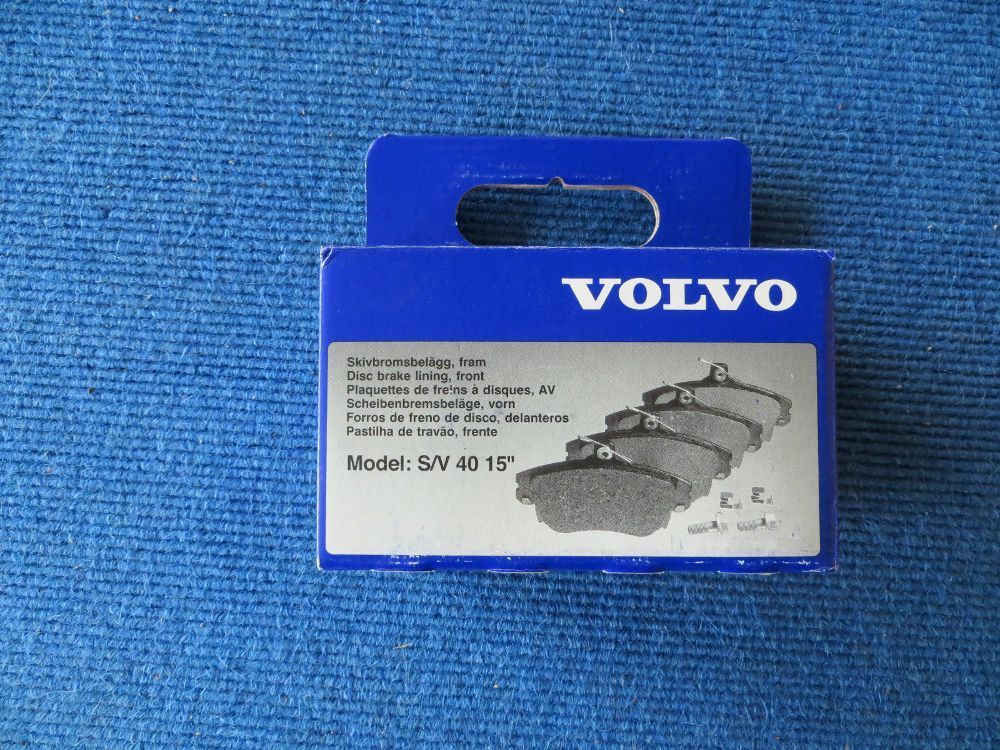 VOLVO
Skivbromsbelägg, fram
Disc brake lining, front
Plaquettes de freins à disques, AV
Scheibenbremsbeläge, vorn
Forros de freno de disco, delanteros
Pastilha de travão, frente
Model: S/V 40 15"